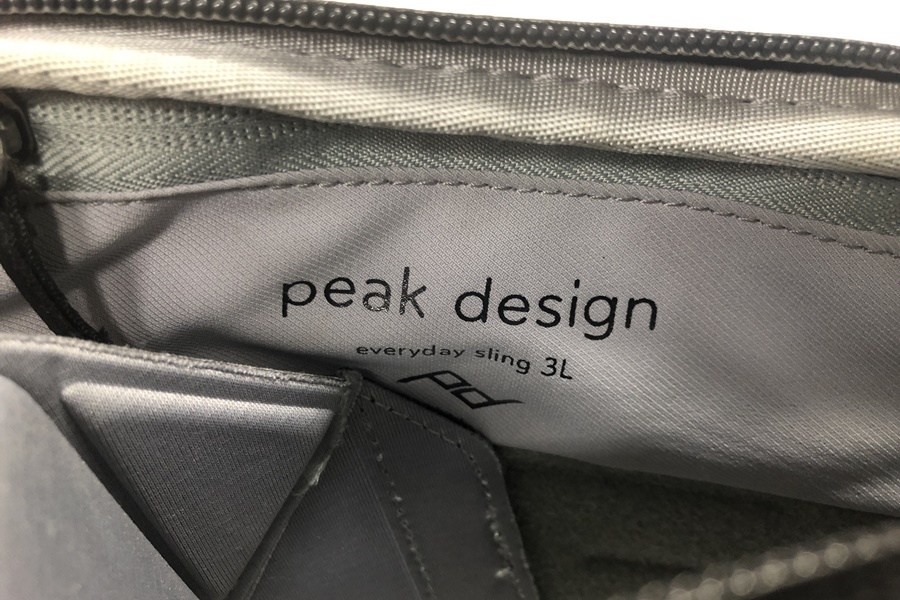 peak design
everyday sling 3L
Pd